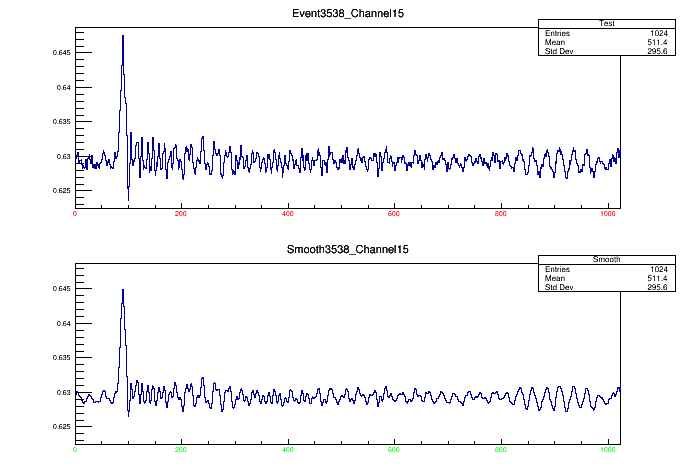 Event3538_Channel15
Test
Entries 1024
Mean 511.4
Std Dev 295.6
0.645
0.64
0.635
0.63
0.625
0 200 400 600 800 1000
Smooth3538_Channel15
Smooth
Entries 1024
Mean 511.4
Std Dev 295.6
0.645
0.64
0.635
0.63
0.625
0 200 400 600 800 1000